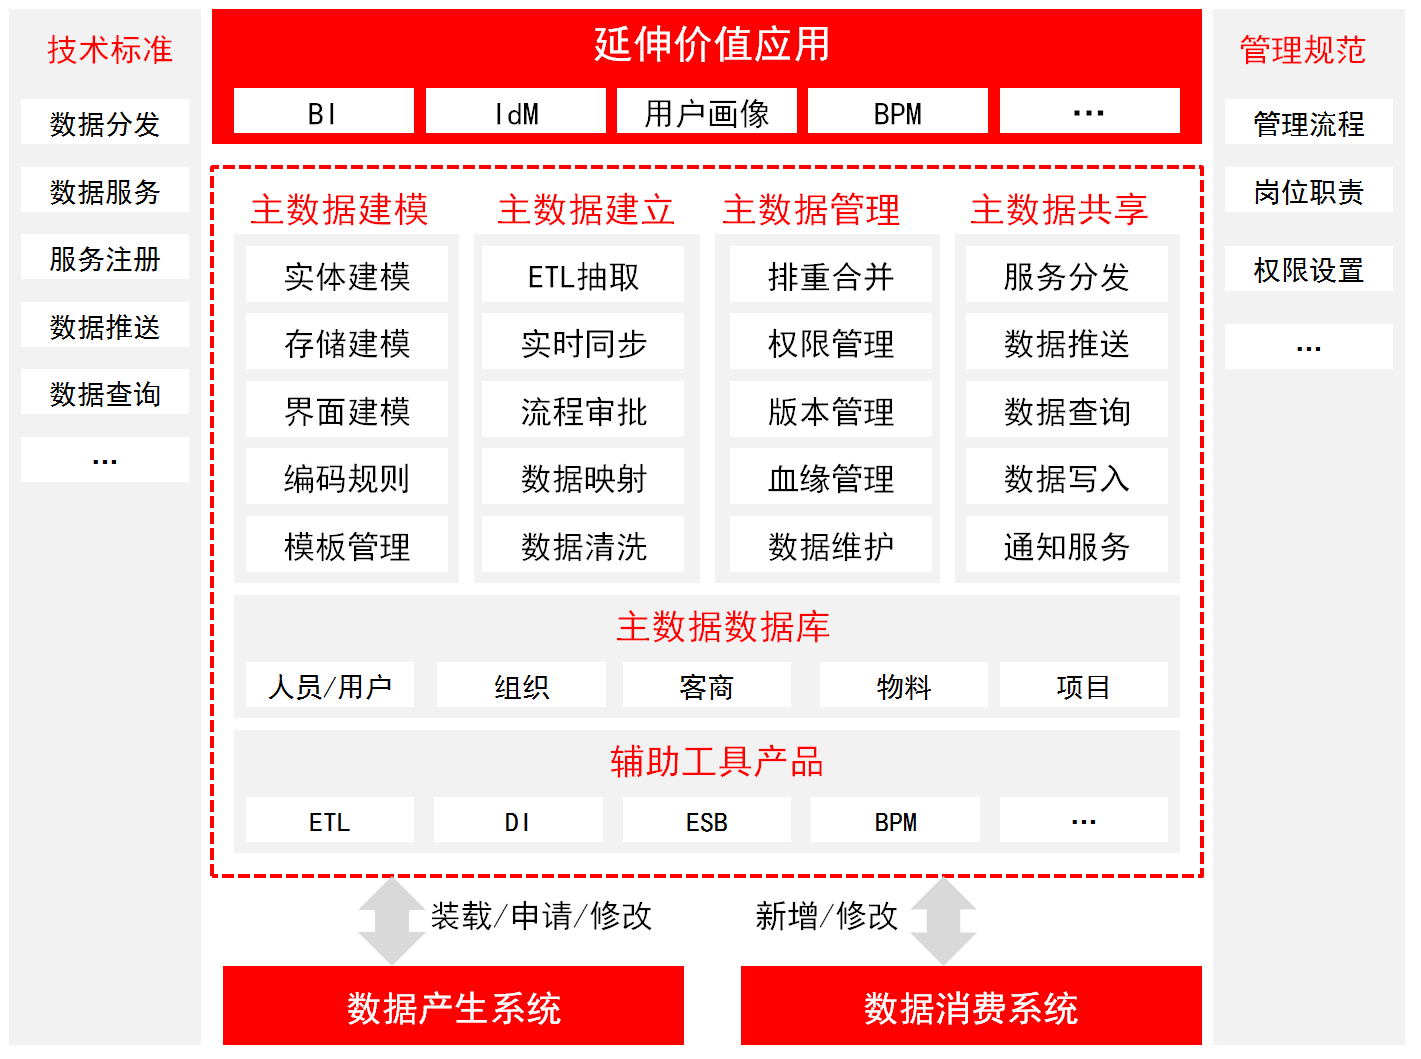 技术标准
数据分发
数据服务
服务注册
数据推送
数据查询
...
延伸价值应用
BI
IdM
用户画像
BPM
...
主数据建模
实体建模
存储建模
界面建模
编码规则
模板管理
主数据建立
ETL抽取
实时同步
流程审批
数据映射
数据清洗
主数据管理
排重合并
权限管理
版本管理
血缘管理
数据维护
主数据共享
服务分发
数据推送
数据查询
数据写入
通知服务
主数据数据库
人员/用户
组织
客商
物料
项目
辅助工具产品
ETL
DI
ESB
BPM
...
装载/申请/修改
新增/修改
数据产生系统
数据消费系统
管理规范
管理流程
岗位职责
权限设置
...